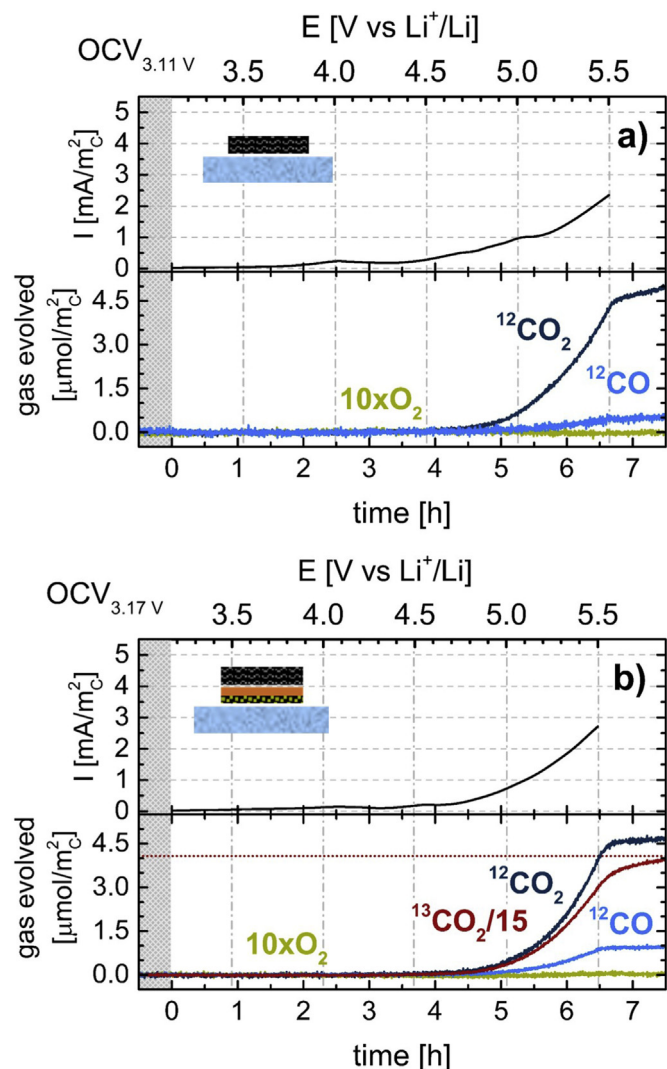 E [V vs Li⁺/Li]
OCV₃.₁₁ ᵥ
3.5 4.0 4.5 5.0 5.5
a)
5
4
3
2
1
0
I [mA/m²C]
¹²CO₂
¹²CO
10xO₂
4.5
3.0
1.5
0.0
gas evolved
[µmol/m²C]
0 1 2 3 4 5 6 7
time [h]
E [V vs Li⁺/Li]
OCV₃.₁₇ ᵥ
3.5 4.0 4.5 5.0 5.5
b)
5
4
3
2
1
0
I [mA/m²C]
¹²CO₂
¹³CO₂/15
¹²CO
10xO₂
4.5
3.0
1.5
0.0
gas evolved
[µmol/m²C]
0 1 2 3 4 5 6 7
time [h]